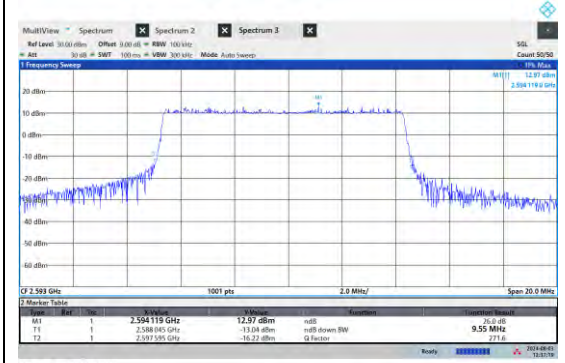 MultiView Spectrum Spectrum 2 Spectrum 3
Ref Level 30.00 dBm Offset 9.00 dB RBW 100 kHz SGL
Att 30 dB SWT 100 ms VBW 300 kHz Mode Auto Sweep Count 50/50
1 Frequency Sweep 1Pk Max
M1[1] 12.97 dBm
2.594 119 0 GHz
20 dBm
M1
10 dBm
0 dBm
-10 dBm
-20 dBm
-40 dBm
-50 dBm
-60 dBm
CF 2.593 GHz 1001 pts 2.0 MHz/ Span 20.0 MHz
2 Marker Table
Type Ref Trc X-Value Y-Value Function Function Result
M1 1 2.594 119 GHz 12.97 dBm ndB 26.0 dB
T1 1 2.588 045 GHz -13.04 dBm ndB down BW 9.55 MHz
T2 1 2.597 595 GHz -16.22 dBm Q Factor 271.6
Ready